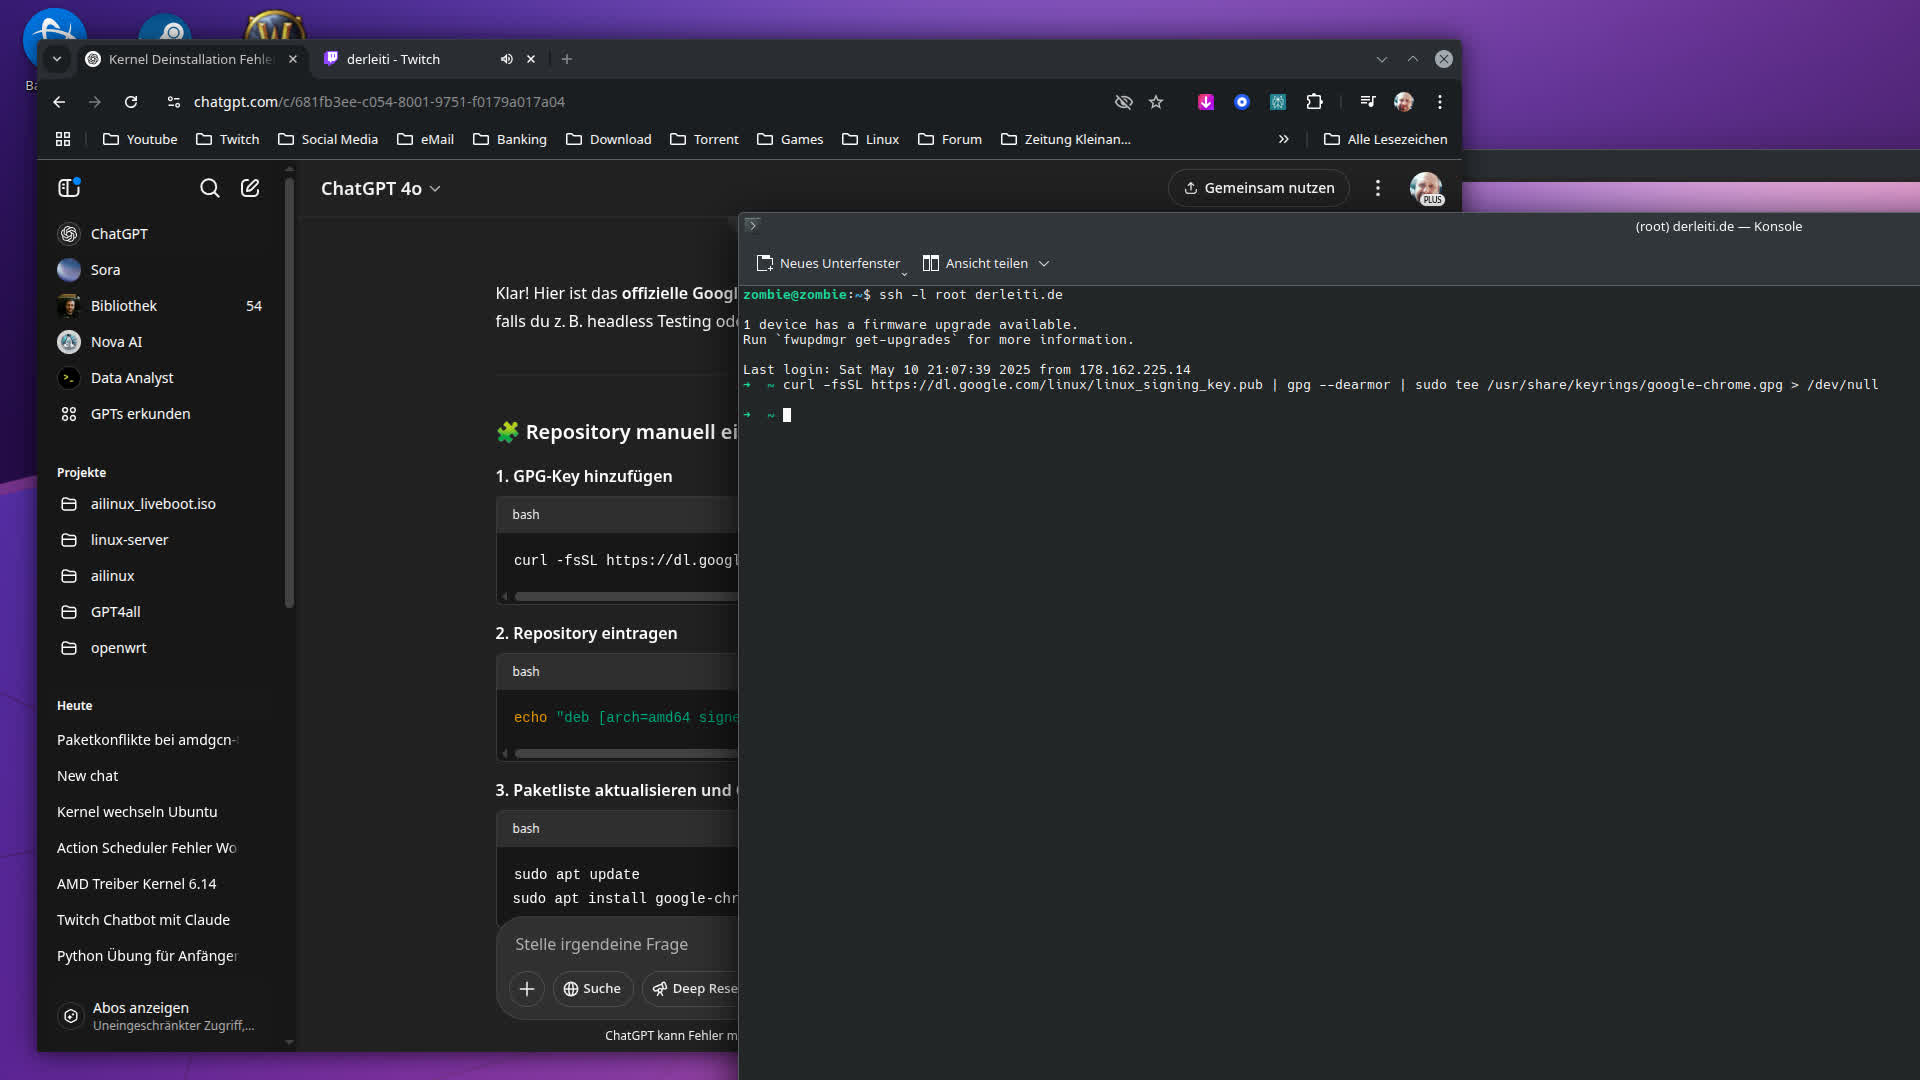 Kernel Deinstallation Fehle
derleiti - Twitch
chatgpt.com/c/681fb3ee-c054-8001-9751-f0179a017a04
Youtube
Twitch
Social Media
eMail
Banking
Download
Torrent
Games
Linux
Forum
Zeitung Kleinan...
Alle Lesezeichen
ChatGPT 4o
Gemeinsam nutzen
PLUS
ChatGPT
Sora
Bibliothek 54
Nova AI
Data Analyst
GPTs erkunden
Projekte
ailinux_liveboot.iso
linux-server
ailinux
GPT4all
openwrt
Heute
Paketkonflikte bei amdgcn-
New chat
Kernel wechseln Ubuntu
Action Scheduler Fehler Wo
AMD Treiber Kernel 6.14
Twitch Chatbot mit Claude
Python Übung für Anfänger
Abos anzeigen
Uneingeschränkter Zugriff,...
Klar! Hier ist das offizielle Googl
falls du z. B. headless Testing ode
Repository manuell ei
1. GPG-Key hinzufügen
bash
curl -fsSL https://dl.googl
2. Repository eintragen
bash
echo "deb [arch=amd64 signe
3. Paketliste aktualisieren und
bash
sudo apt update
sudo apt install google-chr
Stelle irgendeine Frage
Suche
Deep Rese
ChatGPT kann Fehler m
(root) derleiti.de — Konsole
Neues Unterfenster
Ansicht teilen
zombie@zombie:~$ ssh -l root derleiti.de
1 device has a firmware upgrade available.
Run `fwupdmgr get-upgrades` for more information.
Last login: Sat May 10 21:07:39 2025 from 178.162.225.14
➜ ~ curl -fsSL https://dl.google.com/linux/linux_signing_key.pub | gpg --dearmor | sudo tee /usr/share/keyrings/google-chrome.gpg > /dev/null
➜ ~